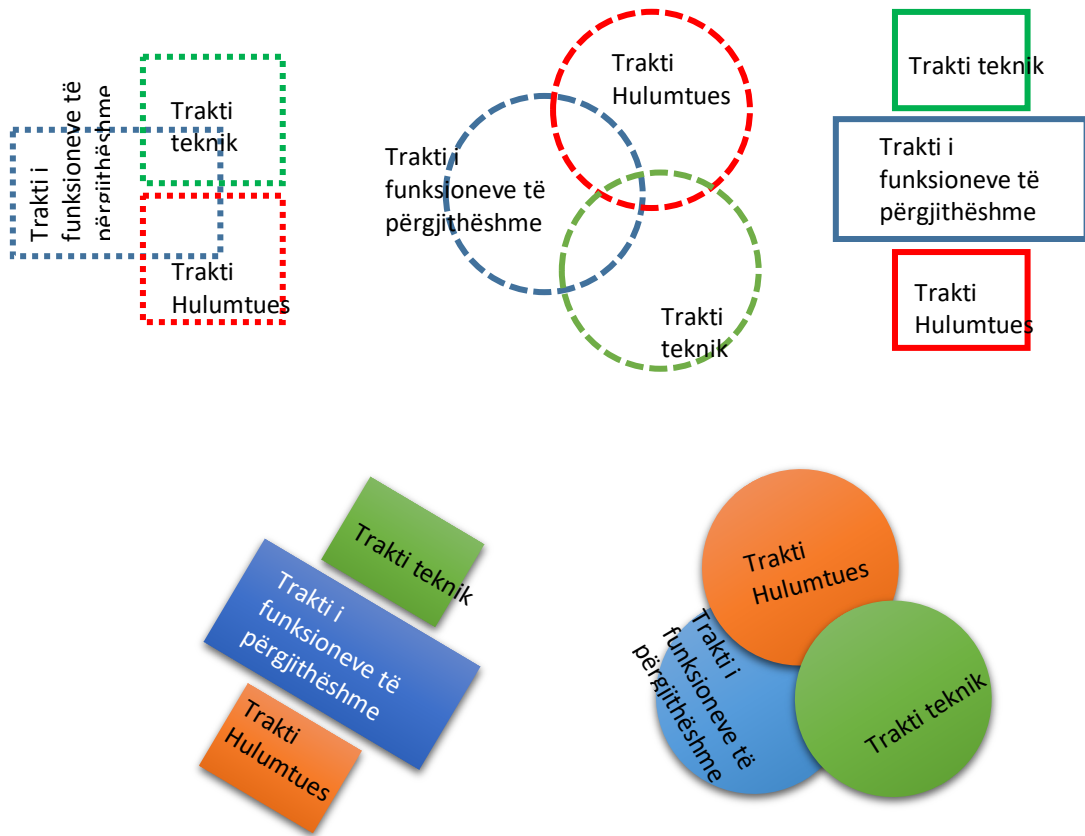 Trakti i
funksioneve të
përgjithëshme
Trakti
teknik
Trakti
Hulumtues
Trakti
Hulumtues
Trakti i
funksioneve të
përgjithëshme
Trakti
teknik
Trakti teknik
Trakti i
funksioneve të
përgjithëshme
Trakti
Hulumtues
Trakti teknik
Trakti i
funksioneve të
përgjithëshme
Trakti
Hulumtues
Trakti
Hulumtues
Trakti i
funksioneve të
përgjithëshme
Trakti teknik